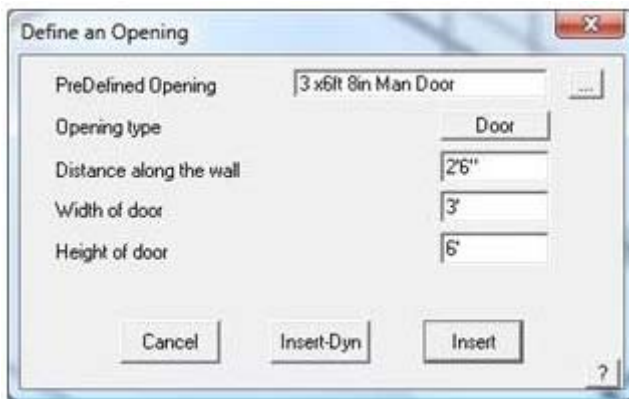 Define an Opening
PreDefined Opening 3 x6ft 8in Man Door ...
Opening type Door
Distance along the wall 2'6"
Width of door 3'
Height of door 6'
Cancel Insert-Dyn Insert
?